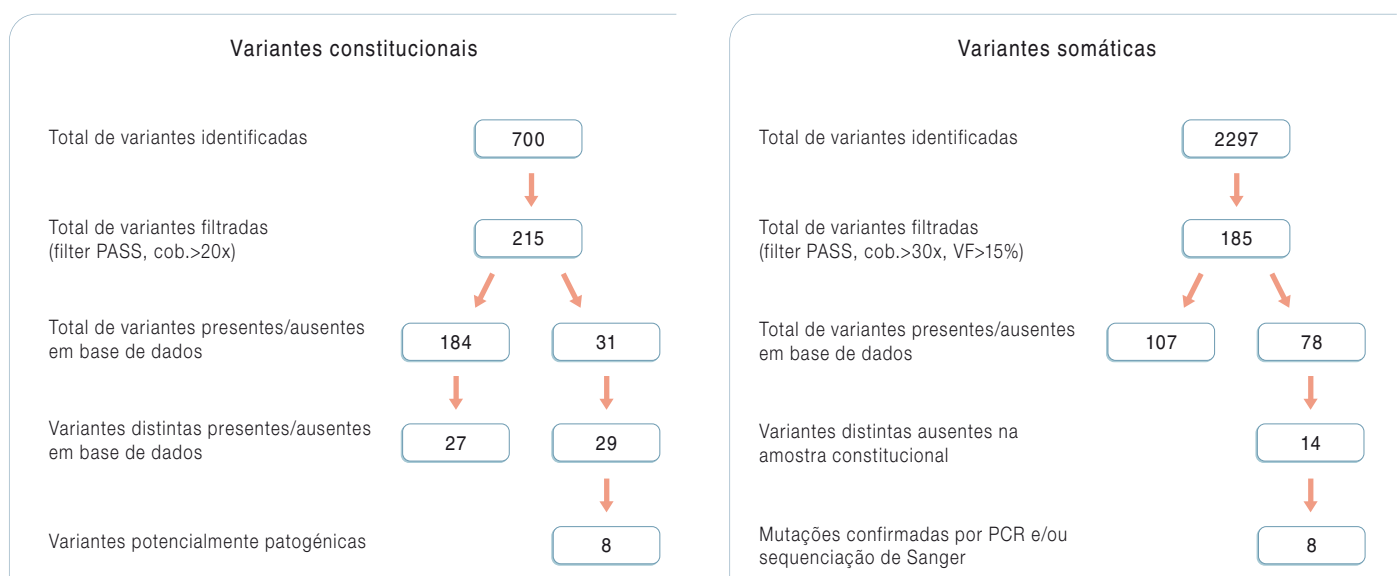 Variantes constitucionais
Total de variantes identificadas
700
Total de variantes filtradas
(filter PASS, cob.>20x)
215
Total de variantes presentes/ausentes
em base de dados
184
31
Variantes distintas presentes/ausentes
em base de dados
27
29
Variantes potencialmente patogénicas
8
Variantes somáticas
Total de variantes identificadas
2297
Total de variantes filtradas
(filter PASS, cob.>30x, VF>15%)
185
Total de variantes presentes/ausentes
em base de dados
107
78
Variantes distintas ausentes na
amostra constitucional
14
Mutações confirmadas por PCR e/ou
sequenciação de Sanger
8